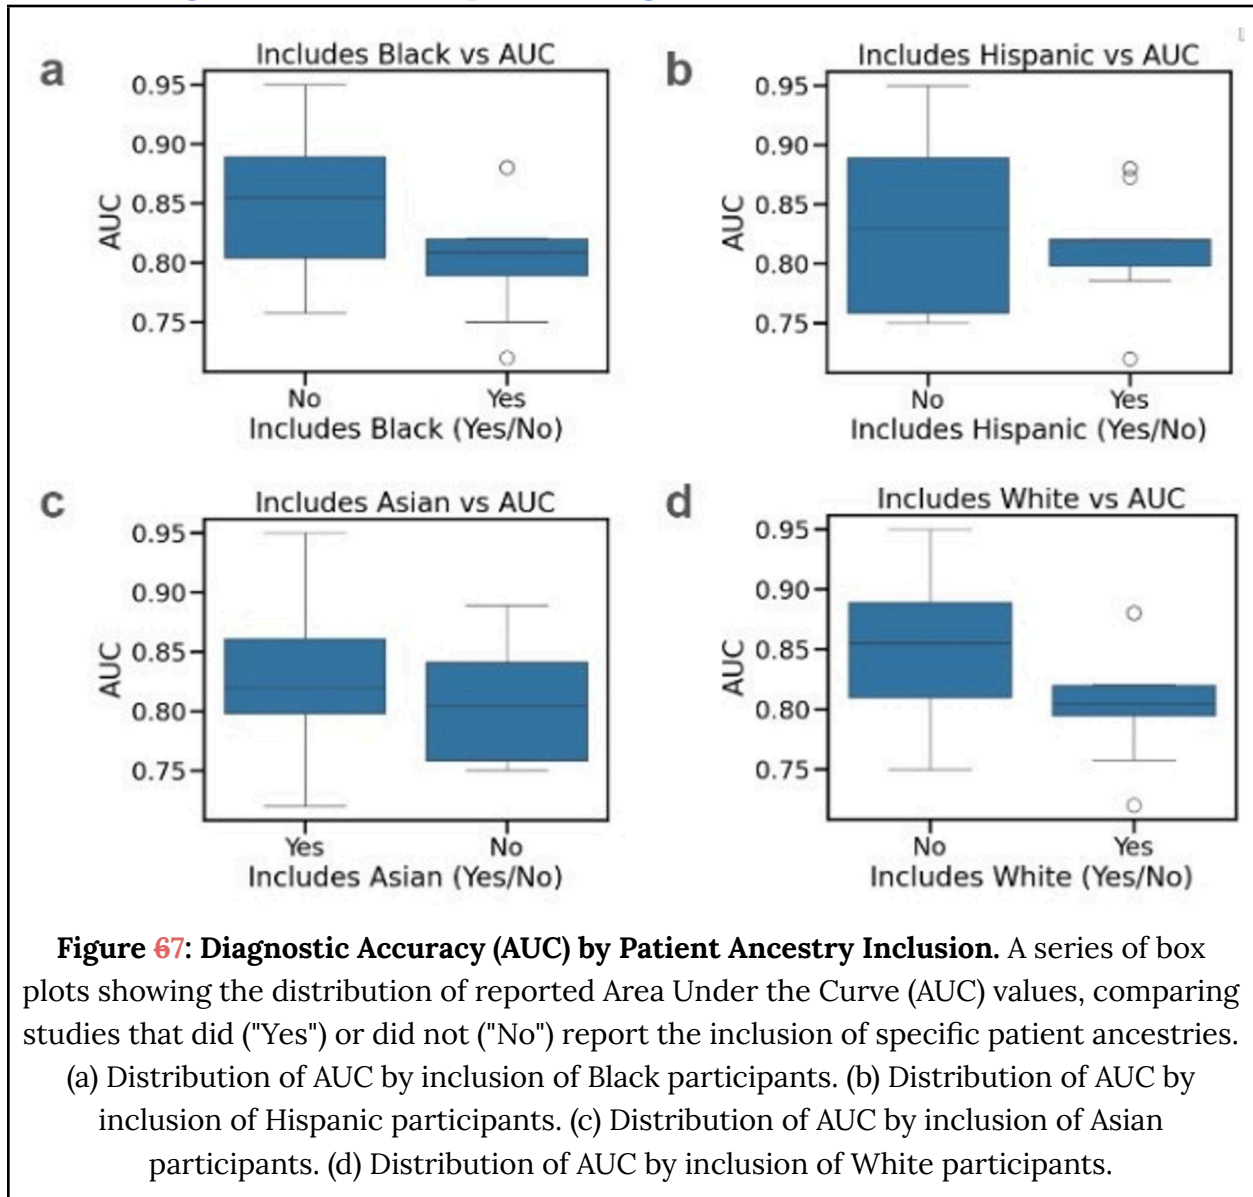 a
Includes Black vs AUC
0.95
0.90
0.85
0.80
0.75
AUC
No Yes
Includes Black (Yes/No)
b
Includes Hispanic vs AUC
0.95
0.90
0.85
0.80
0.75
AUC
No Yes
Includes Hispanic (Yes/No)
c
Includes Asian vs AUC
0.95
0.90
0.85
0.80
0.75
AUC
Yes No
Includes Asian (Yes/No)
d
Includes White vs AUC
0.95
0.90
0.85
0.80
0.75
AUC
No Yes
Includes White (Yes/No)
Figure 67: Diagnostic Accuracy (AUC) by Patient Ancestry Inclusion. A series of box
plots showing the distribution of reported Area Under the Curve (AUC) values, comparing
studies that did ("Yes") or did not ("No") report the inclusion of specific patient ancestries.
(a) Distribution of AUC by inclusion of Black participants. (b) Distribution of AUC by
inclusion of Hispanic participants. (c) Distribution of AUC by inclusion of Asian
participants. (d) Distribution of AUC by inclusion of White participants.